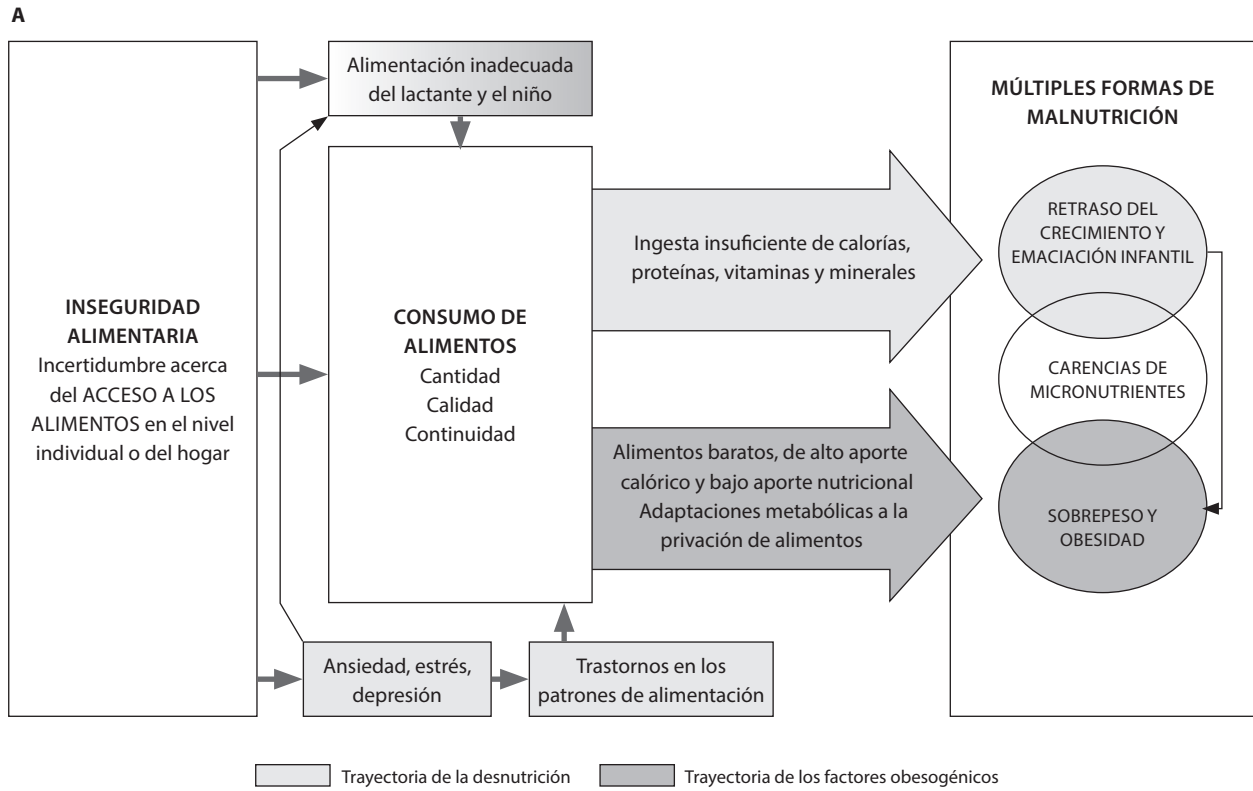 A
INSEGURIDAD
ALIMENTARIA
Incertidumbre acerca
del ACCESO A LOS
ALIMENTOS en el nivel
individual o del hogar
Alimentación inadecuada
del lactante y el niño
CONSUMO DE
ALIMENTOS
Cantidad
Calidad
Continuidad
Ansiedad, estrés,
depresión
Trastornos en los
patrones de alimentación
Ingesta insuficiente de calorías,
proteínas, vitaminas y minerales
Alimentos baratos, de alto aporte
calórico y bajo aporte nutricional
Adaptaciones metabólicas a la
privación de alimentos
MÚLTIPLES FORMAS DE
MALNUTRICIÓN
RETRASO DEL
CRECIMIENTO Y
EMACIACIÓN INFANTIL
CARENCIAS DE
MICRONUTRIENTES
SOBREPESO Y
OBESIDAD
Trayectoria de la desnutrición
Trayectoria de los factores obesogénicos